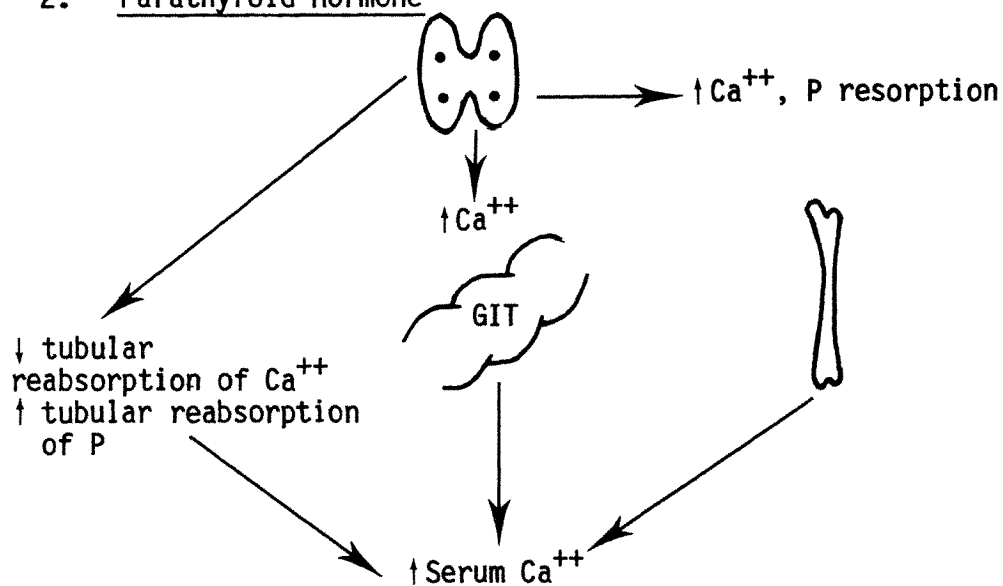 2. Parathyroid Hormone
↑Ca++, P resorption
↑Ca++
GIT
↓ tubular
reabsorption of Ca++
↑ tubular reabsorption
of P
↑Serum Ca++